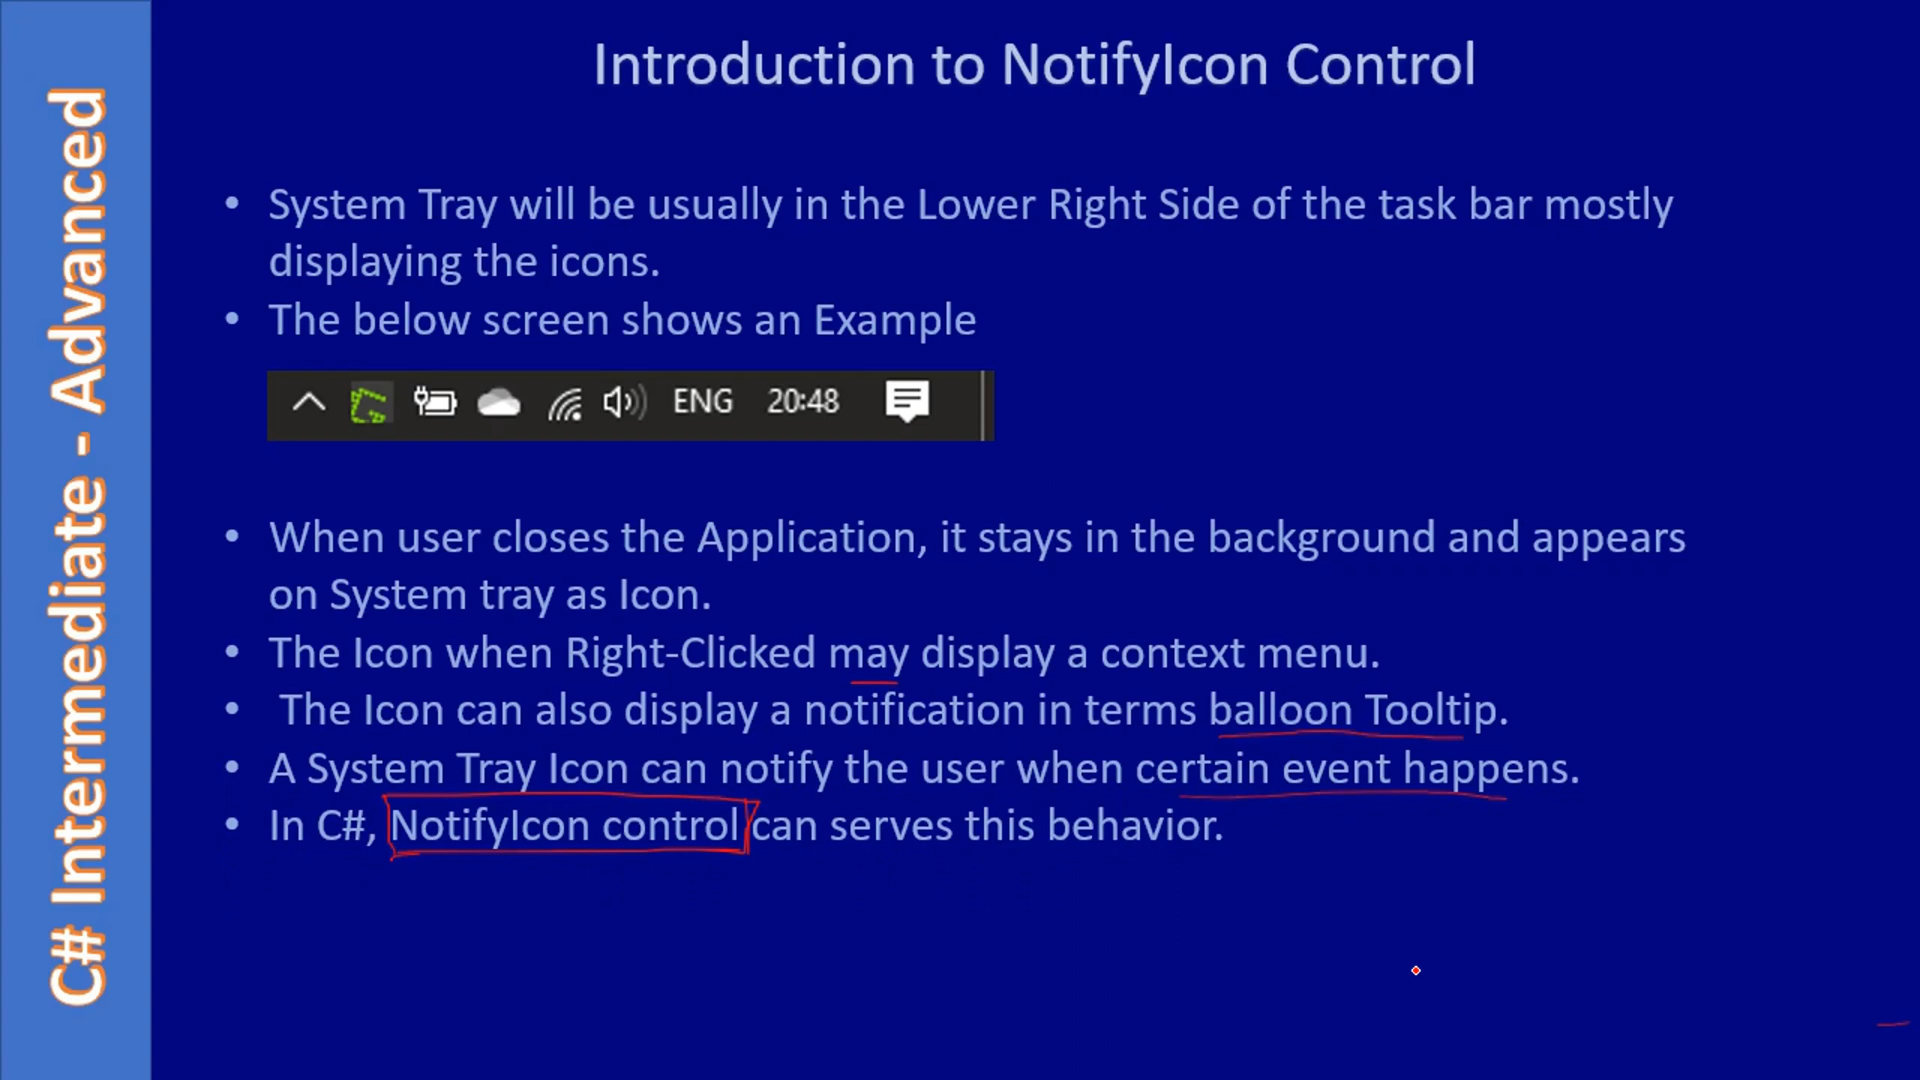 C# Intermediate - Advanced
Introduction to NotifyIcon Control
• System Tray will be usually in the Lower Right Side of the task bar mostly
displaying the icons.
• The below screen shows an Example
ENG 20:48
• When user closes the Application, it stays in the background and appears
on System tray as Icon.
• The Icon when Right-Clicked may display a context menu.
• The Icon can also display a notification in terms balloon Tooltip.
• A System Tray Icon can notify the user when certain event happens.
• In C#, NotifyIcon control can serves this behavior.